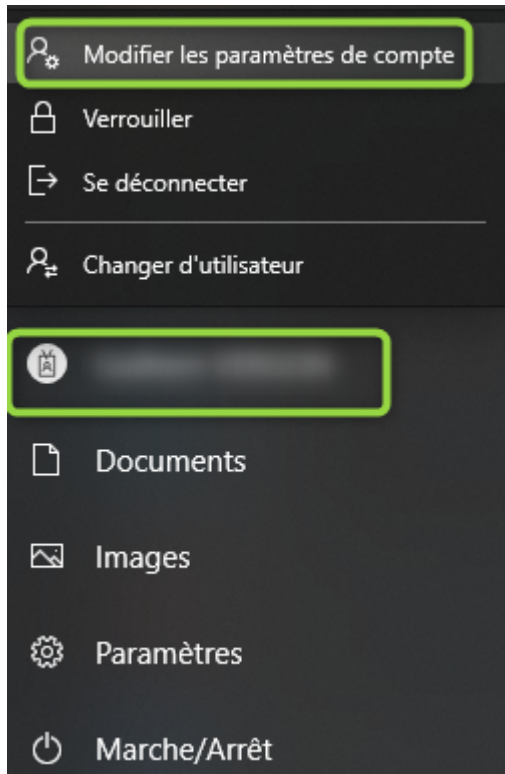 Modifier les paramètres de compte
Verrouiller
Se déconnecter
Changer d'utilisateur
Documents
Images
Paramètres
Marche/Arrêt